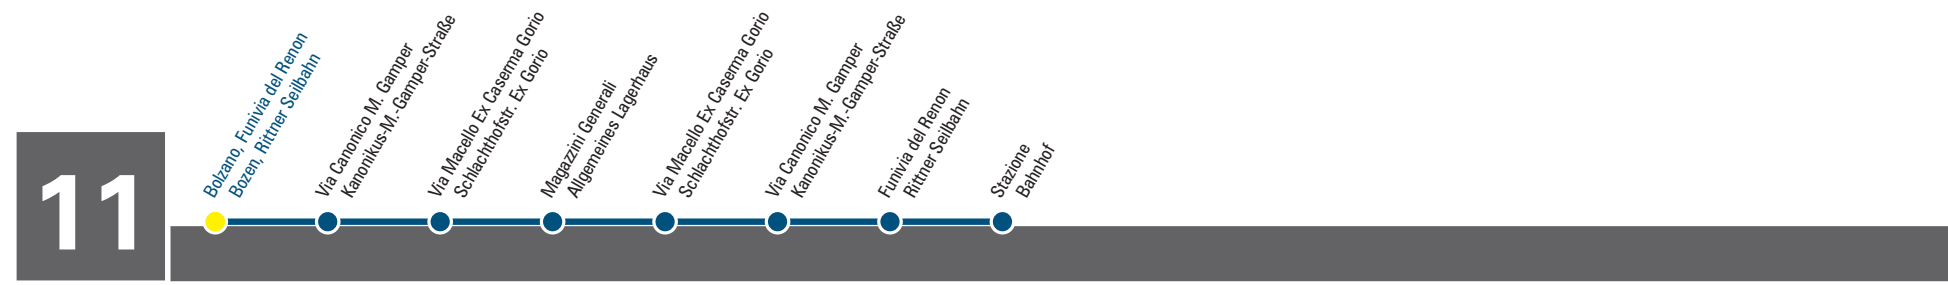 11
Bolzano, Funivia del Renon
Bozen, Rittner Seilbahn
Via Canonico M. Gamper
Kanonikus-M.-Gamper-Straße
Via Macello Ex Caserma Gorio
Schlachthofstr. Ex Gorio
Magazzini Generali
Allgemeines Lagerhaus
Via Macello Ex Caserma Gorio
Schlachthofstr. Ex Gorio
Via Canonico M. Gamper
Kanonikus-M.-Gamper-Straße
Funivia del Renon
Rittner Seilbahn
Stazione
Bahnhof